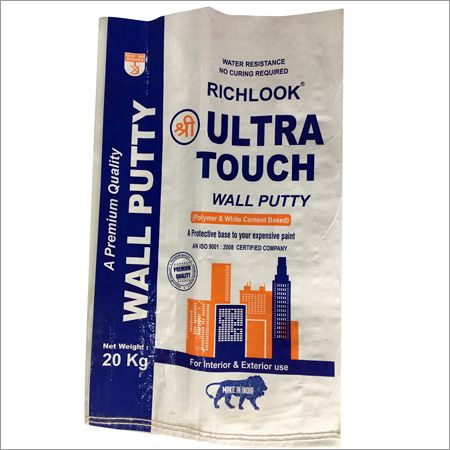 WATER RESISTANCE
NO CURING REQUIRED
RICHLOOK®
श्री ULTRA
TOUCH
WALL PUTTY
(Polymer & White Cement Based)
A Protective base to your expensive paint
AN ISO 9001 : 2008 CERTIFIED COMPANY
PREMIUM
QUALITY
For Interior & Exterior use
MAKE IN INDIA
A Premium Quality
WALL PUTTY
Net Weight :
20 Kg